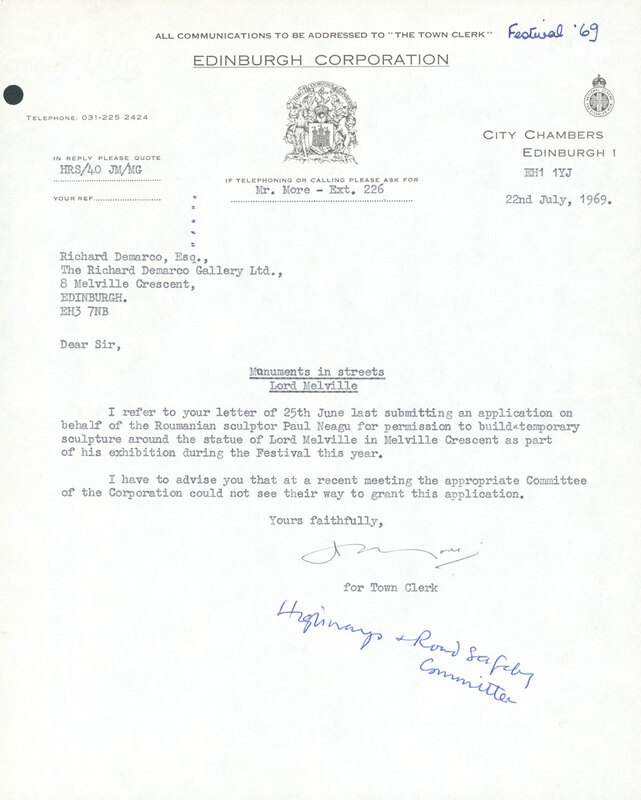 ALL COMMUNICATIONS TO BE ADDRESSED TO "THE TOWN CLERK"
Festival '69
EDINBURGH CORPORATION
TELEPHONE: 031-225 2424
CITY CHAMBERS
EDINBURGH 1
EH1 1YJ
IN REPLY PLEASE QUOTE
HRS/40 JM/MG
IF TELEPHONING OR CALLING PLEASE ASK FOR
Mr. More - Ext. 226
YOUR REF.
22nd July, 1969.
Richard Demarco, Esq.,
The Richard Demarco Gallery Ltd.,
8 Melville Crescent,
EDINBURGH.
EH3 7NB
Dear Sir,
Monuments in streets
Lord Melville
I refer to your letter of 25th June last submitting an application on
behalf of the Roumanian sculptor Paul Neagu for permission to build temporary
sculpture around the statue of Lord Melville in Melville Crescent as part
of his exhibition during the Festival this year.
I have to advise you that at a recent meeting the appropriate Committee
of the Corporation could not see their way to grant this application.
Yours faithfully,
for Town Clerk
Highways & Road Safety
Committee